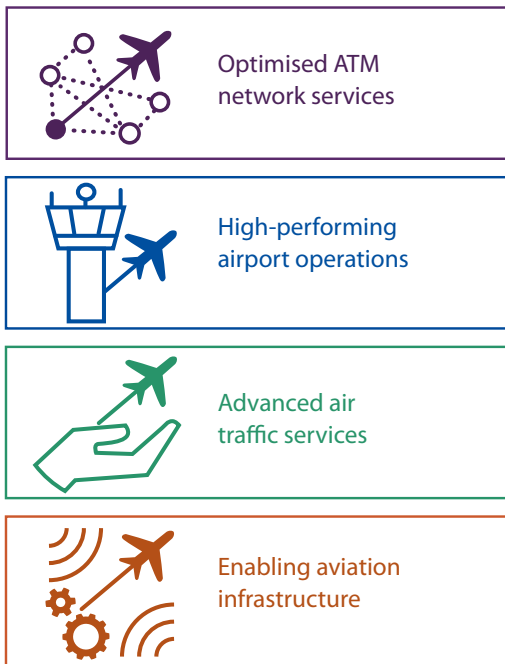 Optimised ATM
network services
High-performing
airport operations
Advanced air
traffic services
Enabling aviation
infrastructure